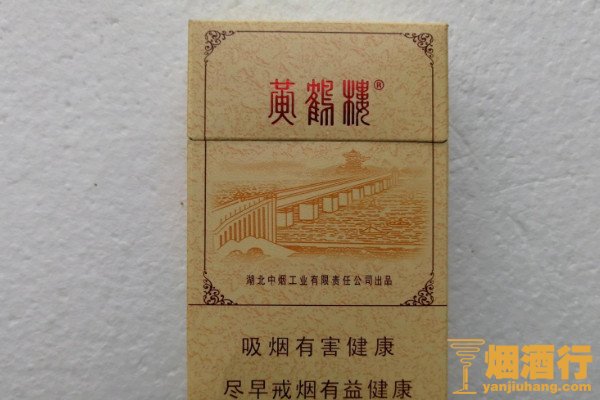 黄鹤楼®
湖北中烟工业有限责任公司出品
吸烟有害健康
尽早戒烟有益健康
烟酒行
yanjiuhang.com